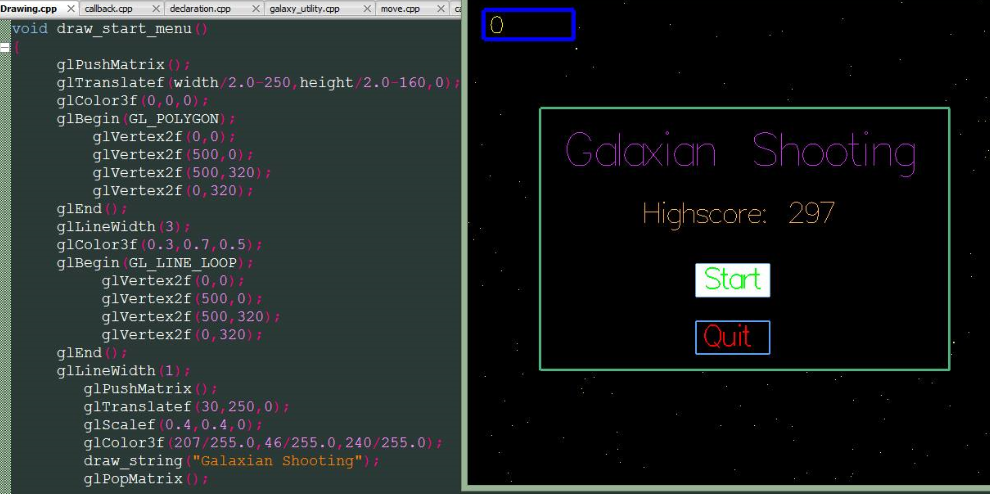 Drawing.cpp callback.cpp declaration.cpp galaxy_utility.cpp move.cpp
void draw_start_menu()
{
glPushMatrix();
glTranslatef(width/2.0-250,height/2.0-160,0);
glColor3f(0,0,0);
glBegin(GL_POLYGON);
glVertex2f(0,0);
glVertex2f(500,0);
glVertex2f(500,320);
glVertex2f(0,320);
glEnd();
glLineWidth(3);
glColor3f(0.3,0.7,0.5);
glBegin(GL_LINE_LOOP);
glVertex2f(0,0);
glVertex2f(500,0);
glVertex2f(500,320);
glVertex2f(0,320);
glEnd();
glLineWidth(1);
glPushMatrix();
glTranslatef(30,250,0);
glScalef(0.4,0.4,0);
glColor3f(207/255.0,46/255.0,240/255.0);
draw_string("Galaxian Shooting");
glPopMatrix();
0
Galaxian Shooting
Highscore: 297
Start
Quit